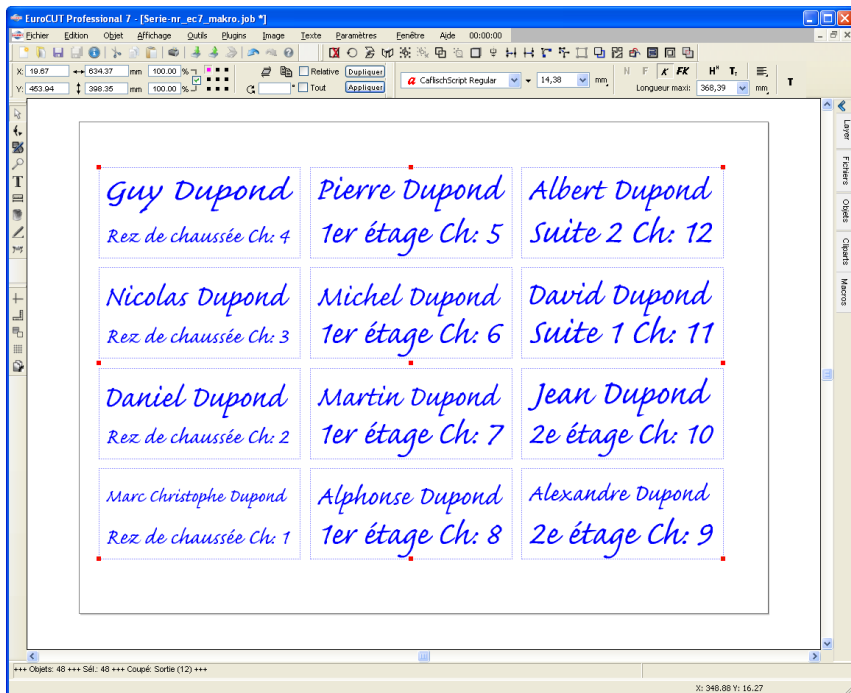 EuroCUT Professional 7 - [Serie-nr_ec7_makro.job *]
Fichier Edition Objet Affichage Outils Plugins Image Texte Paramètres Fenêtre Aide 00:00:00
X: 19.67 634.37 mm 100.00 % Relative Dupliquer CaflischScript Regular 14,38 mm N F K FK
Y: 453.94 398.35 mm 100.00 % Tout Appliquer Longueur maxi: 368,39 mm
Layer
Fichiers
Objets
Cliparts
Macros
Guy Dupond
Rez de chaussée Ch: 4
Pierre Dupond
1er étage Ch: 5
Albert Dupond
Suite 2 Ch: 12
Nicolas Dupond
Rez de chaussée Ch: 3
Michel Dupond
1er étage Ch: 6
David Dupond
Suite 1 Ch: 11
Daniel Dupond
Rez de chaussée Ch: 2
Martin Dupond
1er étage Ch: 7
Jean Dupond
2e étage Ch: 10
Marc Christophe Dupond
Rez de chaussée Ch: 1
Alphonse Dupond
1er étage Ch: 8
Alexandre Dupond
2e étage Ch: 9
+++ Objets: 48 +++ Sél.: 48 +++ Coupé: Sortie (12) +++
X: 348.88 Y: 16.27